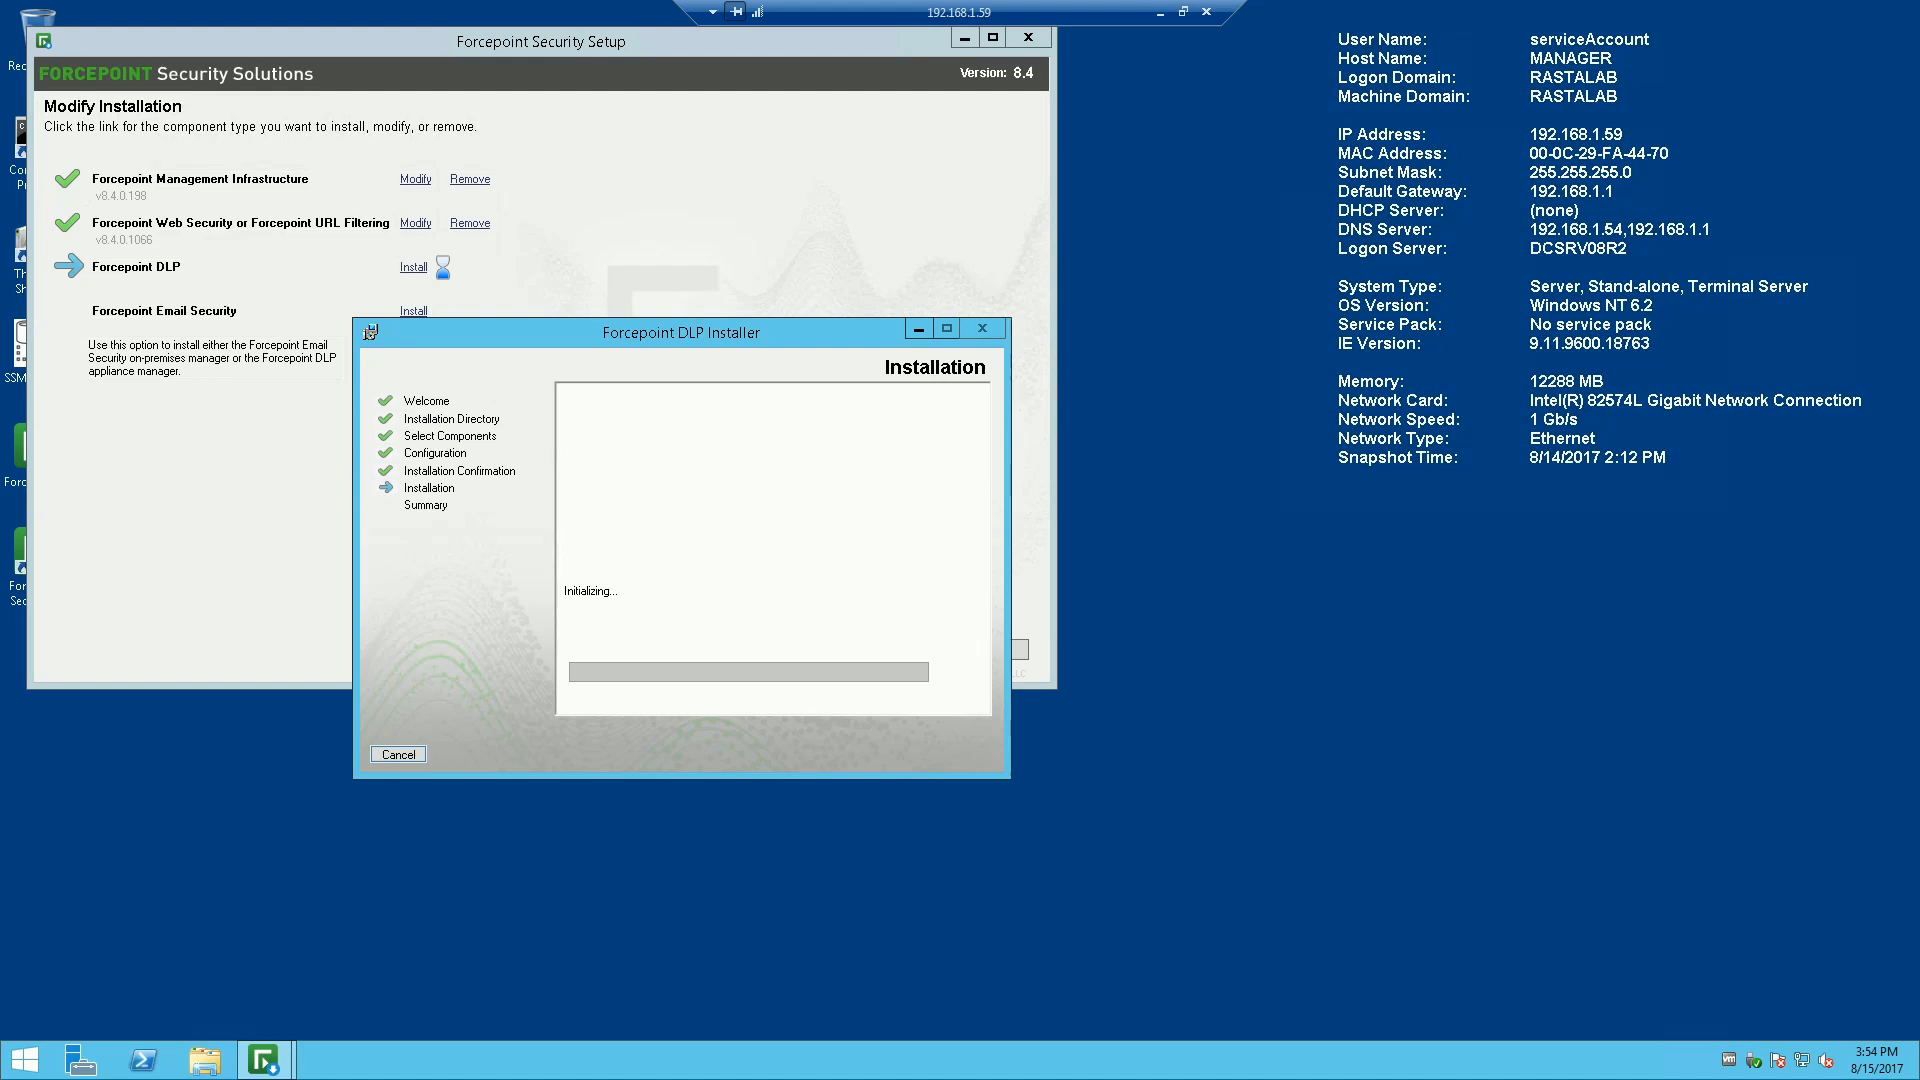 192.168.1.59
Forcepoint Security Setup
FORCEPOINT Security Solutions
Version: 8.4
Modify Installation
Click the link for the component type you want to install, modify, or remove.
Forcepoint Management Infrastructure Modify Remove
v8.4.0.198
Forcepoint Web Security or Forcepoint URL Filtering Modify Remove
v8.4.0.1066
Forcepoint DLP Install
Forcepoint Email Security Install
Use this option to install either the Forcepoint Email
Security on-premises manager or the Forcepoint DLP
appliance manager.
Forcepoint DLP Installer
Installation
Welcome
Installation Directory
Select Components
Configuration
Installation Confirmation
Installation
Summary
Initializing...
Cancel
LLC
User Name: serviceAccount
Host Name: MANAGER
Logon Domain: RASTALAB
Machine Domain: RASTALAB
IP Address: 192.168.1.59
MAC Address: 00-0C-29-FA-44-70
Subnet Mask: 255.255.255.0
Default Gateway: 192.168.1.1
DHCP Server: (none)
DNS Server: 192.168.1.54,192.168.1.1
Logon Server: DCSRV08R2
System Type: Server, Stand-alone, Terminal Server
OS Version: Windows NT 6.2
Service Pack: No service pack
IE Version: 9.11.9600.18763
Memory: 12288 MB
Network Card: Intel(R) 82574L Gigabit Network Connection
Network Speed: 1 Gb/s
Network Type: Ethernet
Snapshot Time: 8/14/2017 2:12 PM
Rec
Co
P
Th
Sh
SSM
Forc
For
Sec
vm
3:54 PM
8/15/2017